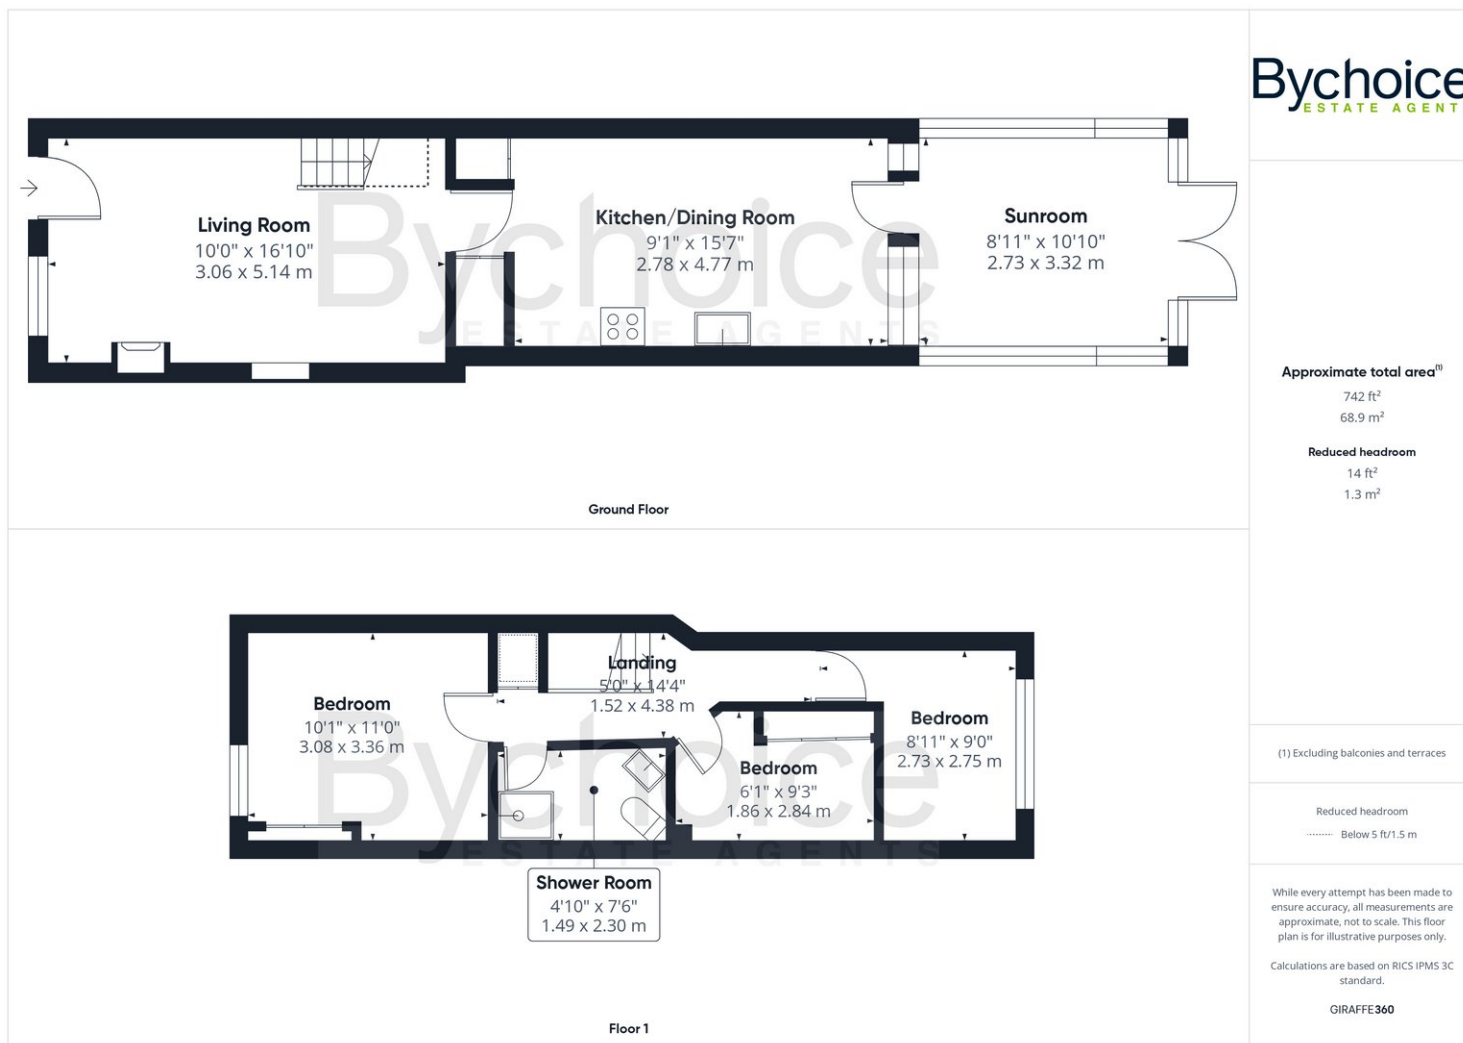 Bychoice
ESTATE AGENT
Living Room
10'0" x 16'10"
3.06 x 5.14 m
Kitchen/Dining Room
9'1" x 15'7"
2.78 x 4.77 m
Sunroom
8'11" x 10'10"
2.73 x 3.32 m
Bychoice
ESTATE AGENTS
Ground Floor
Approximate total area(1)
742 ft²
68.9 m²
Reduced headroom
14 ft²
1.3 m²
Bedroom
10'1" x 11'0"
3.08 x 3.36 m
Landing
5'0" x 14'4"
1.52 x 4.38 m
Bedroom
6'1" x 9'3"
1.86 x 2.84 m
Bedroom
8'11" x 9'0"
2.73 x 2.75 m
Bychoice
ESTATE AGENTS
Shower Room
4'10" x 7'6"
1.49 x 2.30 m
Floor 1
(1) Excluding balconies and terraces
Reduced headroom
Below 5 ft/1.5 m
While every attempt has been made to
ensure accuracy, all measurements are
approximate, not to scale. This floor
plan is for illustrative purposes only.
Calculations are based on RICS IPMS 3C
standard.
GIRAFFE360